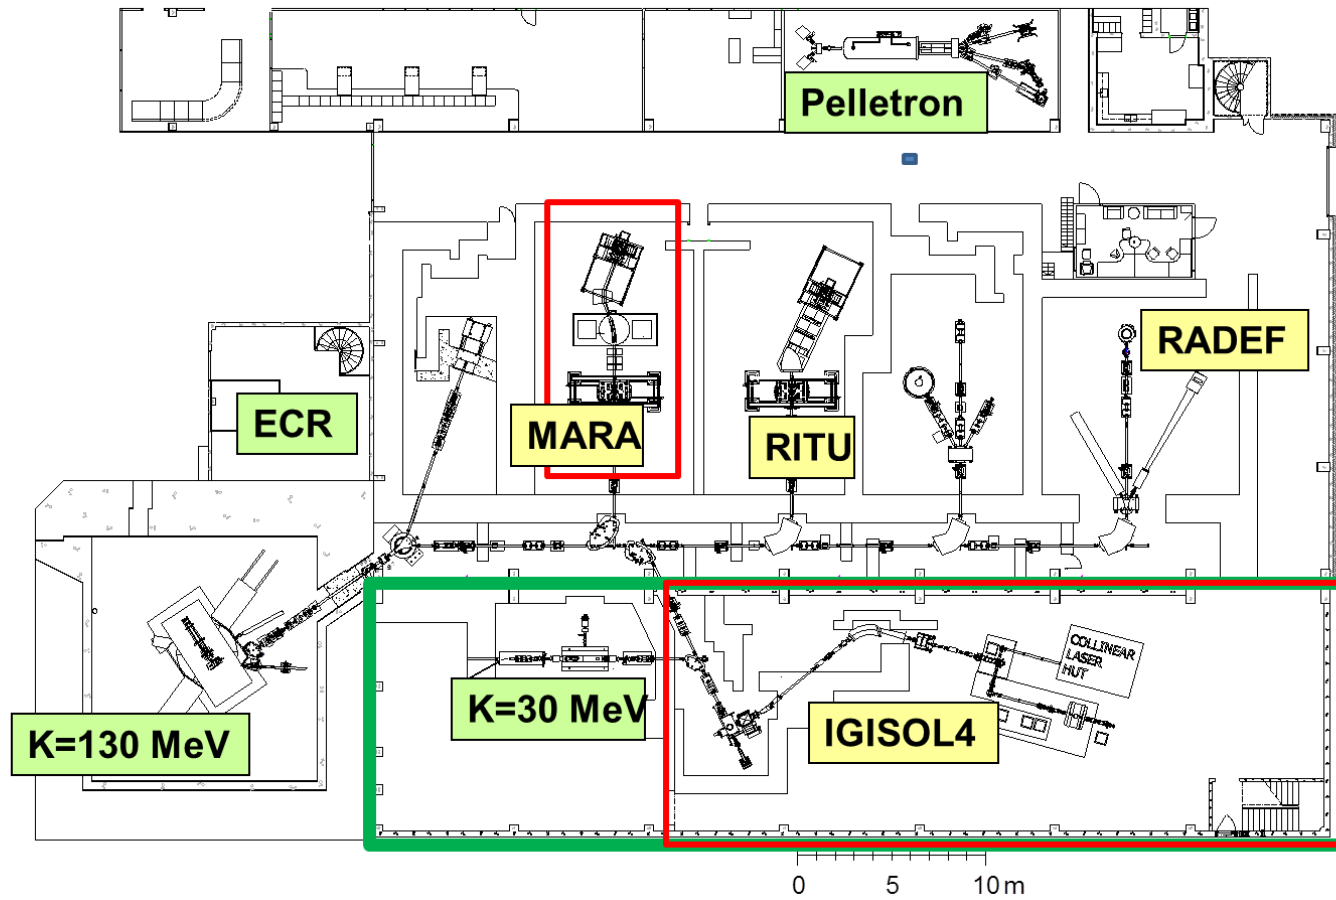 Pelletron
RADEF
ECR
MARA
RITU
COLLINEAR
LASER
HUT
K=30 MeV
IGISOL4
K=130 MeV
0 5 10 m